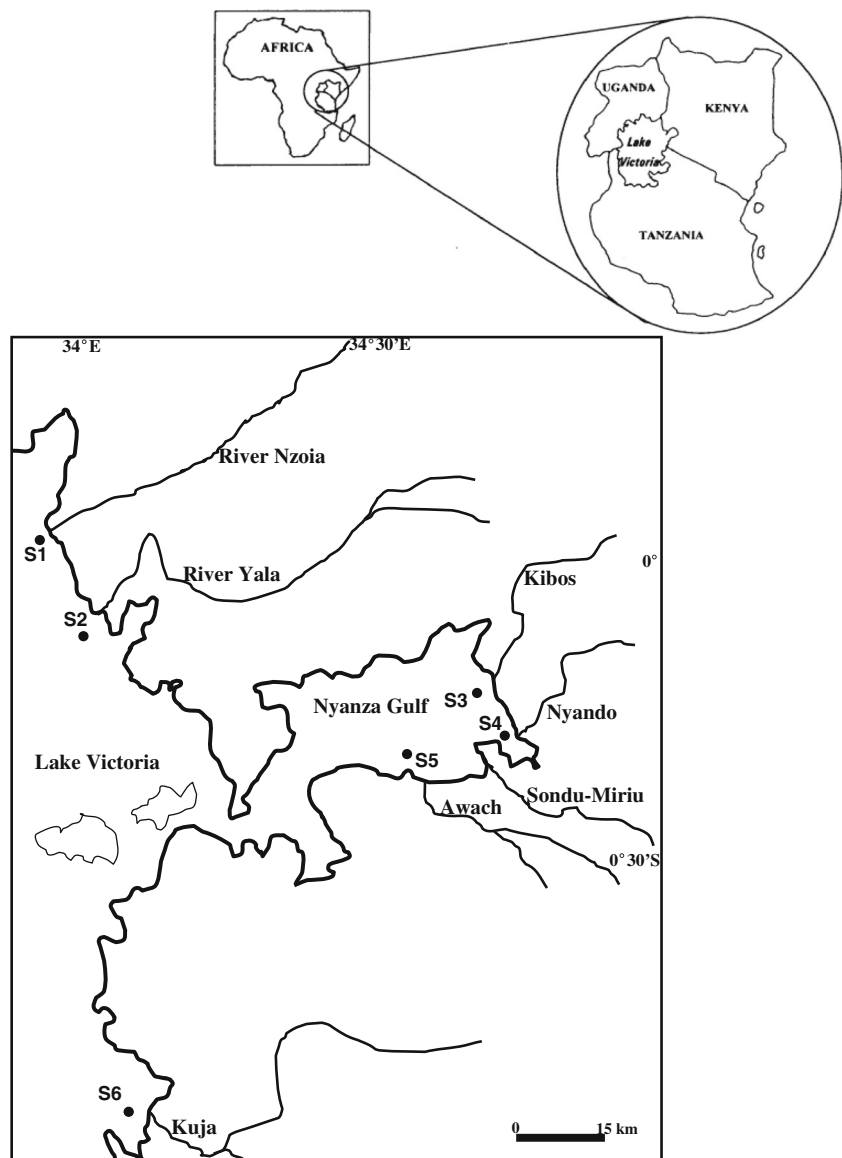 AFRICA
UGANDA
KENYA
Lake
Victoria
TANZANIA
34°E
34°30'E
River Nzoia
S1
River Yala
0°
Kibos
S2
Nyanza Gulf
S3
Nyando
S4
Lake Victoria
S5
Sondu-Miriu
Awach
0°30'S
S6
Kuja
0
15 km